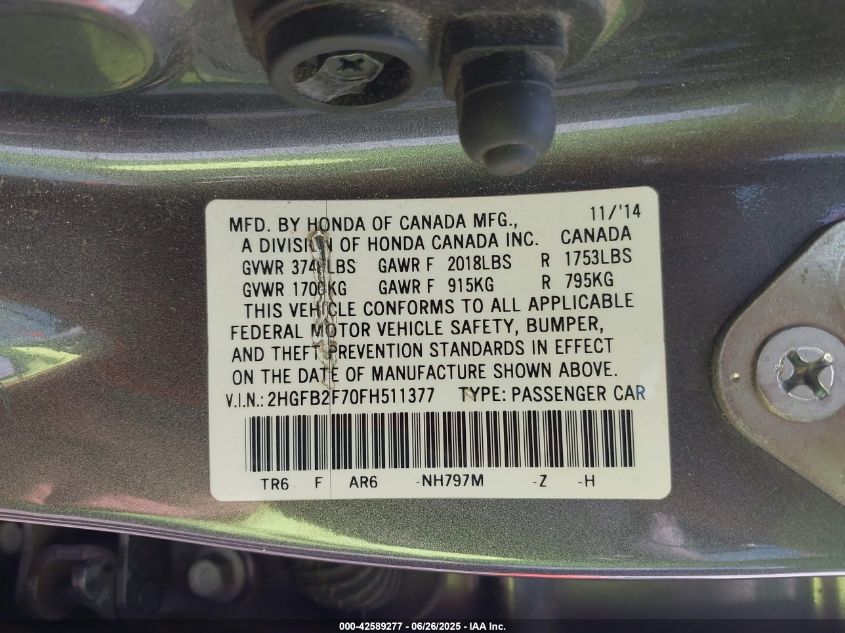 MFD. BY HONDA OF CANADA MFG., 11/'14
A DIVISION OF HONDA CANADA INC. CANADA
GVWR LBS GAWR F 2018LBS R 1753LBS
GVWR 1700KG GAWR F 915KG R 795KG
THIS VEHICLE CONFORMS TO ALL APPLICABLE
FEDERAL MOTOR VEHICLE SAFETY, BUMPER,
AND THEFT PREVENTION STANDARDS IN EFFECT
ON THE DATE OF MANUFACTURE SHOWN ABOVE.
V.I.N.: 2HGFB2F70FH511377 TYPE: PASSENGER CAR
TR6 F AR6 -NH797M -Z -H
000-42589277 - 06/26/2025 - IAA Inc.